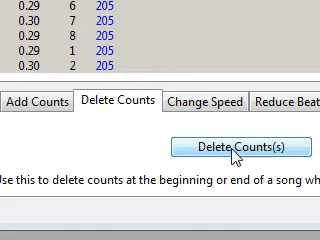 0.29 6 205
0.30 7 205
0.29 8 205
0.29 1 205
0.30 2 205
Add Counts Delete Counts Change Speed Reduce Beat
Delete Counts(s)
Use this to delete counts at the beginning or end of a song wh